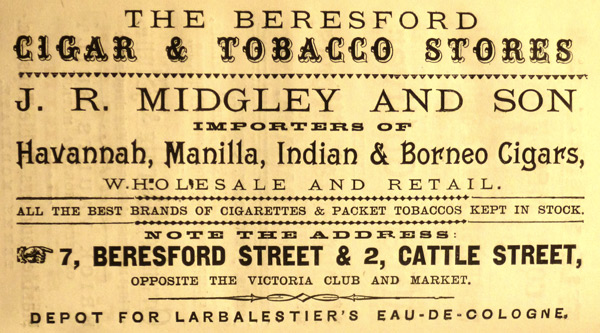 THE BERESFORD
CIGAR & TOBACCO STORES
J. R. MIDGLEY AND SON
IMPORTERS OF
Havannah, Manilla, Indian & Borneo Cigars,
WHOLESALE AND RETAIL.
ALL THE BEST BRANDS OF CIGARETTES & PACKET TOBACCOS KEPT IN STOCK.
NOTE THE ADDRESS:
7, BERESFORD STREET & 2, CATTLE STREET,
OPPOSITE THE VICTORIA CLUB AND MARKET.
DEPOT FOR LARBALESTIER'S EAU-DE-COLOGNE.